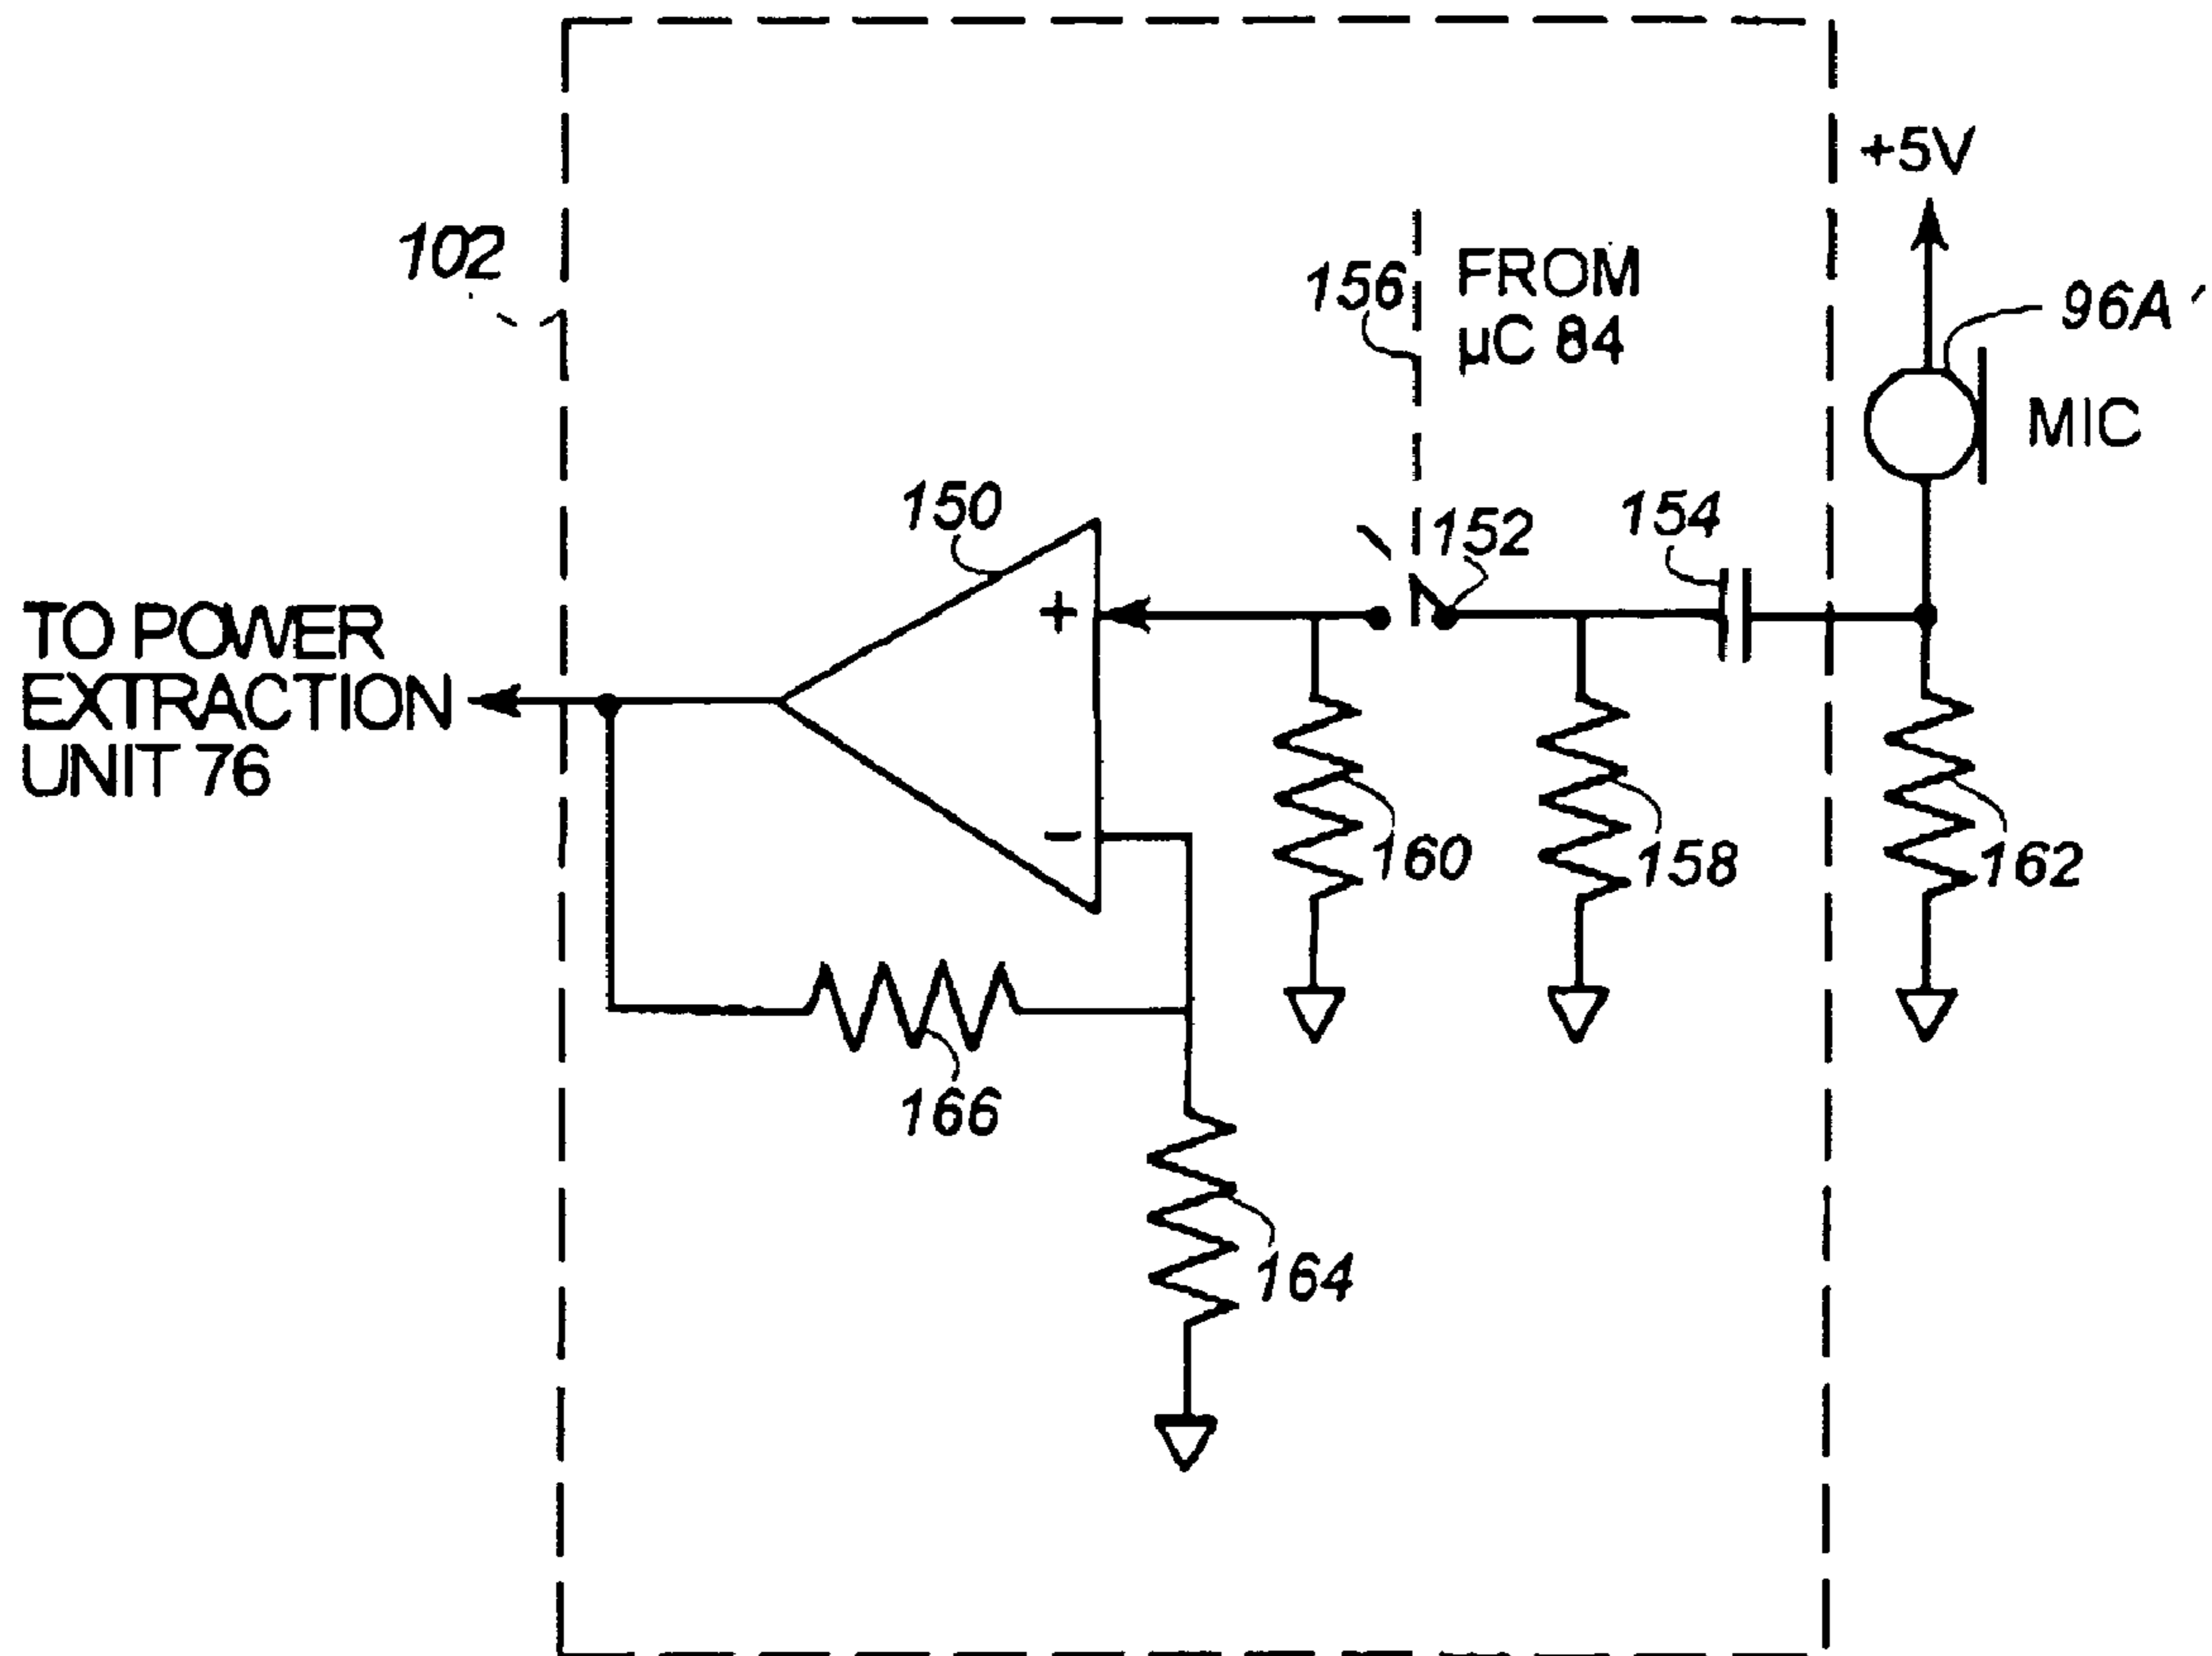 +5V
102
156
FROM
µC 84
96A'
MIC
150
+
152
154
TO POWER
EXTRACTION
UNIT 76
−
160
158
162
166
164